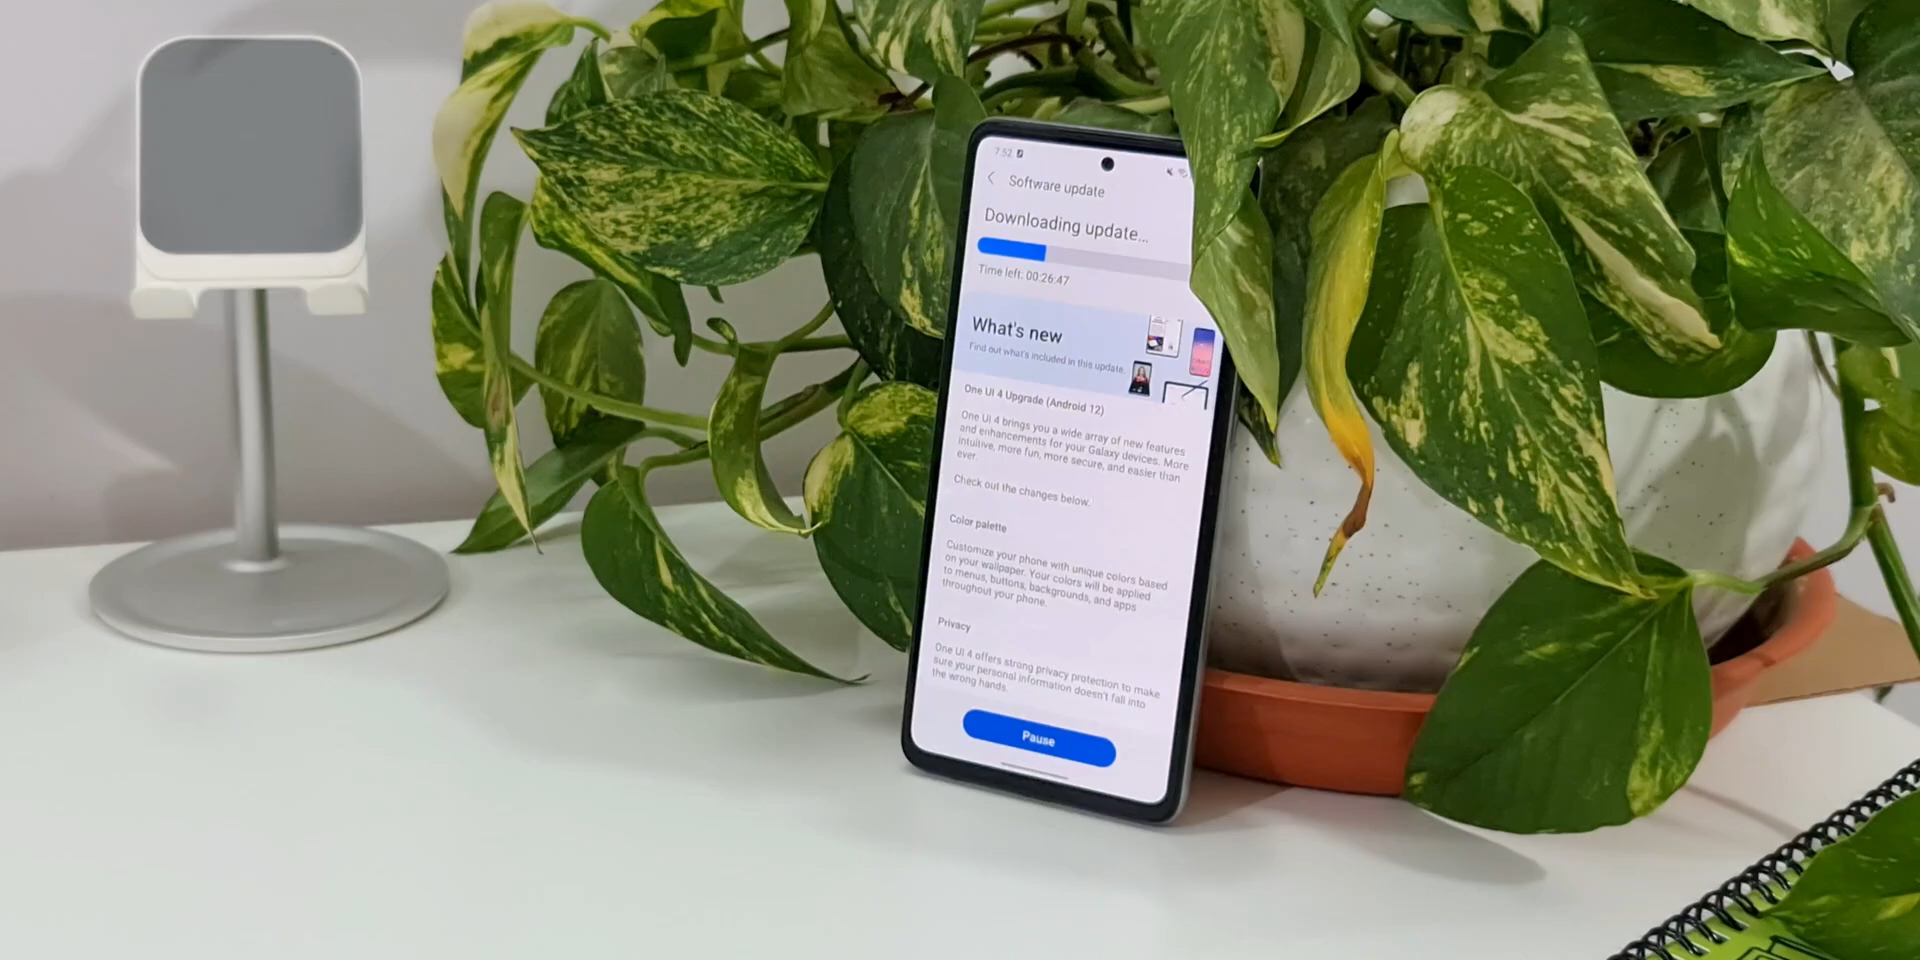 7:52
Software update
Downloading update...
Time left: 00:26:47
What's new
Find out what's included in this update.
One UI 4 Upgrade (Android 12)
One UI 4 brings you a wide array of new features
and enhancements for your Galaxy devices. More
intuitive, more fun, more secure, and easier than
ever.
Check out the changes below.
Color palette
Customize your phone with unique colors based
on your wallpaper. Your colors will be applied
to menus, buttons, backgrounds, and apps
throughout your phone.
Privacy
One UI 4 offers strong privacy protection to make
sure your personal information doesn't fall into
the wrong hands.
Pause